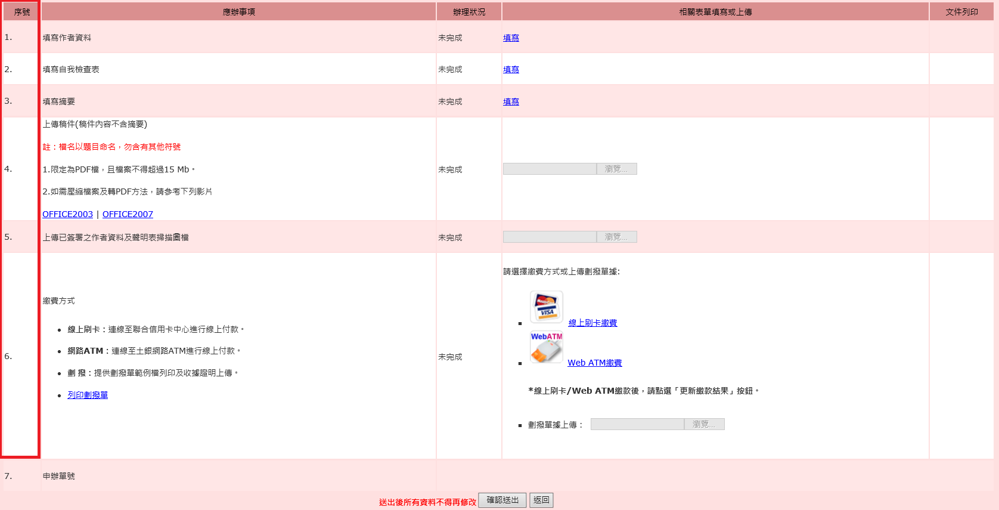 序號 應辦事項 辦理狀況 相關表單填寫或上傳 文件列印
1. 填寫作者資料 未完成 填寫
2. 填寫自我檢查表 未完成 填寫
3. 填寫摘要 未完成 填寫
4. 上傳稿件(稿件內容不含摘要)
註：檔名以題目命名，勿含有其他符號
1.限定為PDF檔，且檔案不得超過15 Mb。
2.如需壓縮檔案及轉PDF方法，請參考下列影片
OFFICE2003 | OFFICE2007
未完成 瀏覽...
5. 上傳已簽署之作者資料及聲明表掃描圖檔 未完成 瀏覽...
6. 繳費方式
線上刷卡：連線至聯合信用卡中心進行線上付款。
網路ATM：連線至土銀網路ATM進行線上付款。
劃 撥：提供劃撥單範例檔列印及收據證明上傳。
列印劃撥單
未完成
請選擇繳費方式或上傳劃撥單據:
MasterCard
VISA
線上刷卡繳費
WebATM
Web ATM繳費
*線上刷卡/Web ATM繳款後，請點選「更新繳款結果」按鈕。
劃撥單據上傳： 瀏覽...
7. 申辦單號
送出後所有資料不得再修改 確認送出 返回